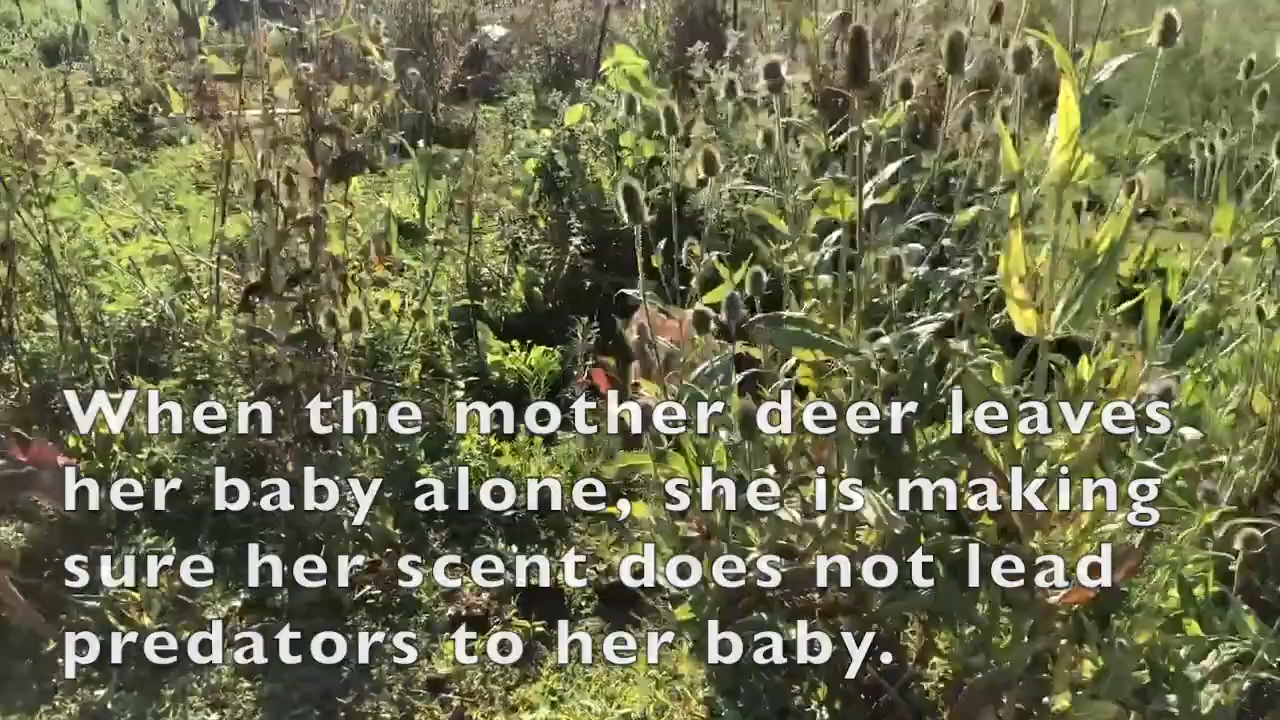 When the mother deer leaves
her baby alone, she is making
sure her scent does not lead
predators to her baby.